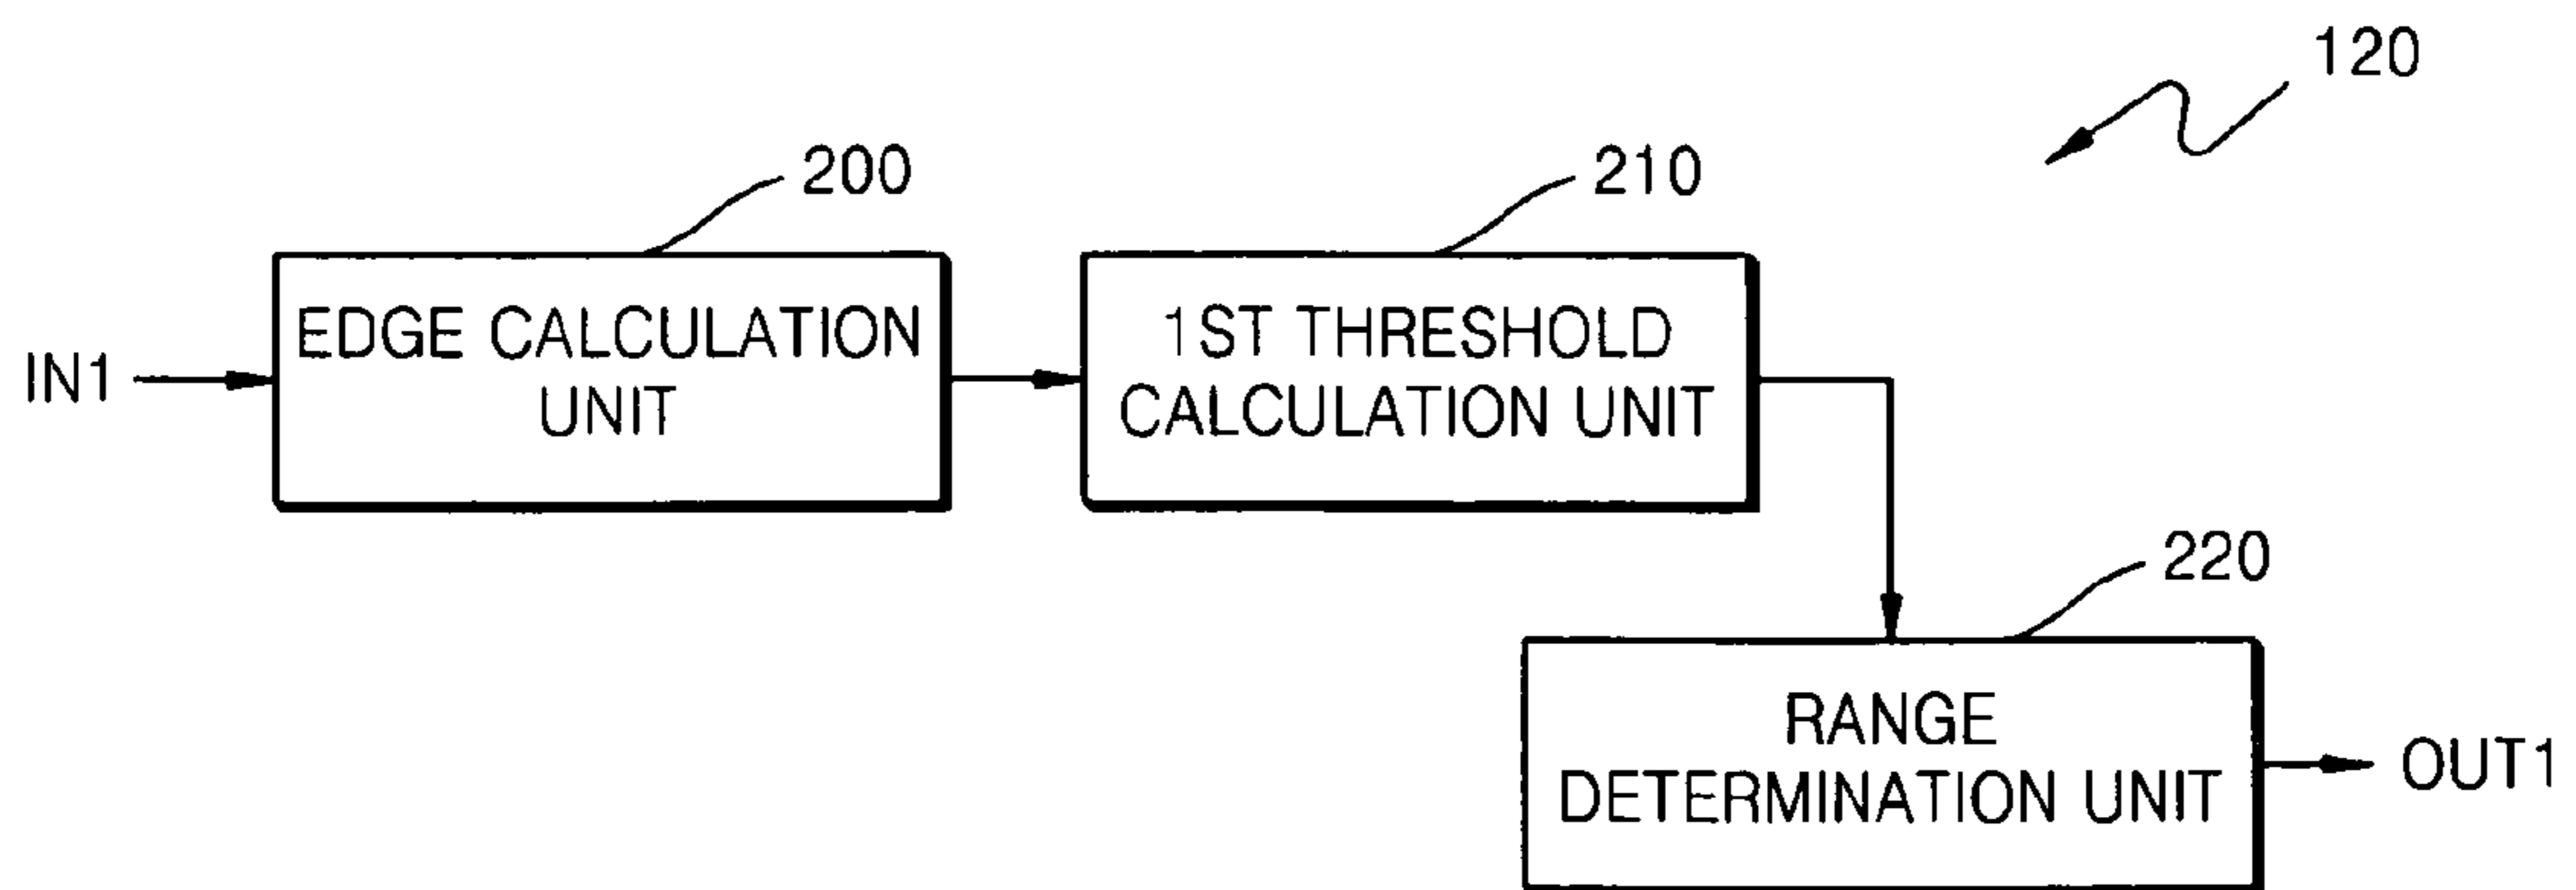 120
200
210
IN1
EDGE CALCULATION
UNIT
1ST THRESHOLD
CALCULATION UNIT
220
RANGE
DETERMINATION UNIT
OUT1